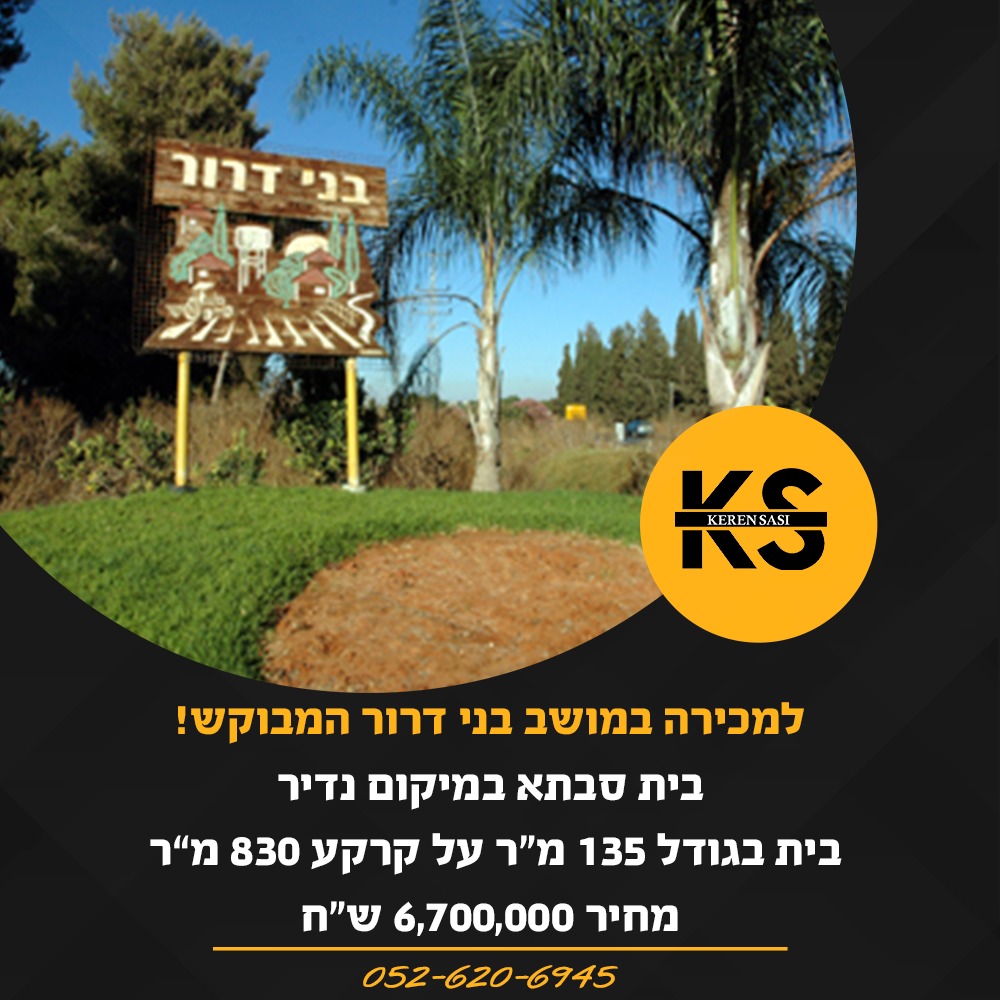 בני דרור
KS
KEREN SASI
למכירה במושב בני דרור המבוקש!
בית סבתא במיקום נדיר
בית בגודל 135 מ"ר על קרקע 830 מ"ר
מחיר 6,700,000 ש"ח
052-620-6945